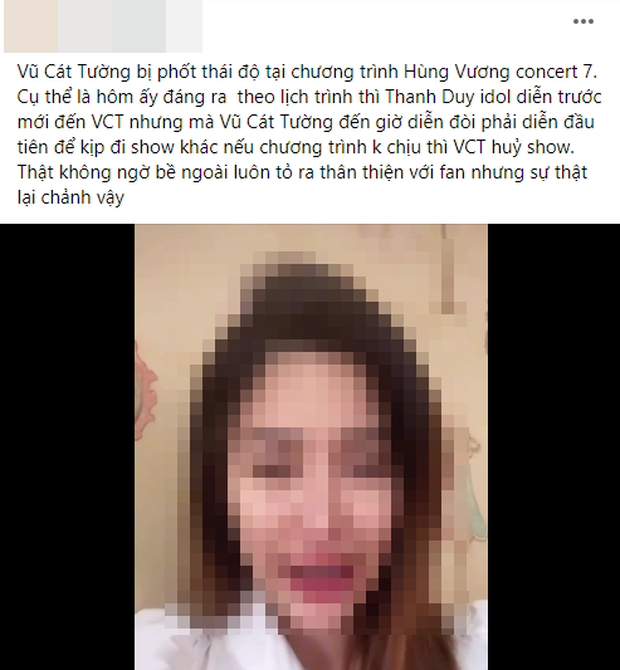 Vũ Cát Tường bị phốt thái độ tại chương trình Hùng Vương concert 7.
Cụ thể là hôm ấy đáng ra  theo lịch trình thì Thanh Duy idol diễn trước
mới đến VCT nhưng mà Vũ Cát Tường đến giờ diễn đòi phải diễn đầu
tiên để kịp đi show khác nếu chương trình k chịu thì VCT huỷ show.
Thật không ngờ bề ngoài luôn tỏ ra thân thiện với fan nhưng sự thật
lại chảnh vậy